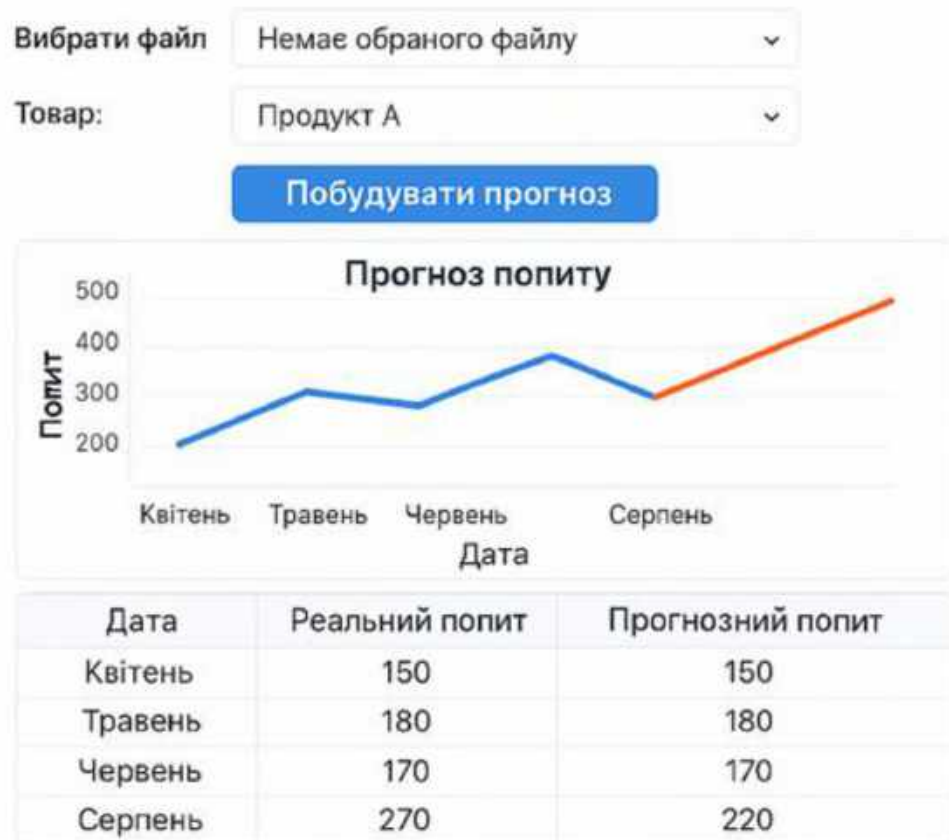 Вибрати файл Немає обраного файлу
Товар: Продукт А
Побудувати прогноз
Прогноз попиту
500
400
300
200
Попит
Квітень Травень Червень Серпень
Дата
Дата Реальний попит Прогнозний попит
Квітень 150 150
Травень 180 180
Червень 170 170
Серпень 270 220